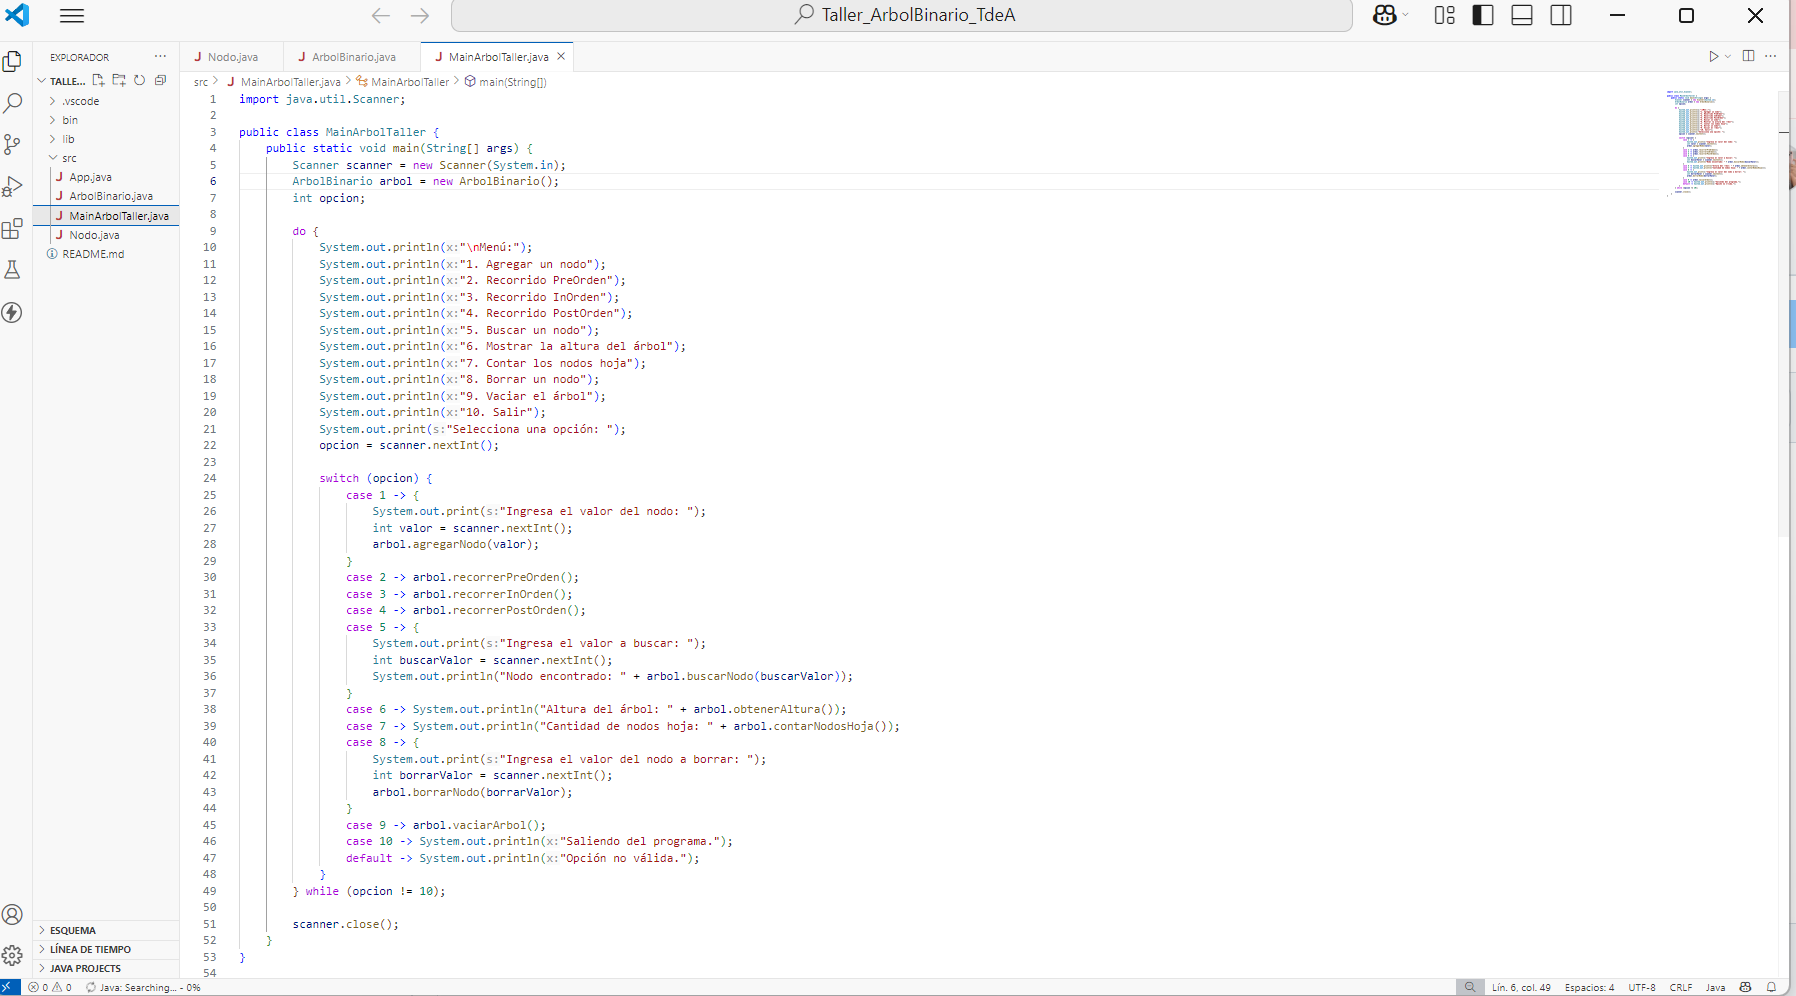 Taller_ArbolBinario_TdeA
EXPLORADOR
TALLE...
.vscode
bin
lib
src
App.java
ArbolBinario.java
MainArbolTaller.java
Nodo.java
README.md
ESQUEMA
LÍNEA DE TIEMPO
JAVA PROJECTS
Nodo.java ArbolBinario.java MainArbolTaller.java
src > MainArbolTaller.java > MainArbolTaller > main(String[])
1 import java.util.Scanner;
2
3 public class MainArbolTaller {
4 public static void main(String[] args) {
5 Scanner scanner = new Scanner(System.in);
6 ArbolBinario arbol = new ArbolBinario();
7 int opcion;
8
9 do {
10 System.out.println(x:"\nMenú:");
11 System.out.println(x:"1. Agregar un nodo");
12 System.out.println(x:"2. Recorrido PreOrden");
13 System.out.println(x:"3. Recorrido InOrden");
14 System.out.println(x:"4. Recorrido PostOrden");
15 System.out.println(x:"5. Buscar un nodo");
16 System.out.println(x:"6. Mostrar la altura del árbol");
17 System.out.println(x:"7. Contar los nodos hoja");
18 System.out.println(x:"8. Borrar un nodo");
19 System.out.println(x:"9. Vaciar el árbol");
20 System.out.println(x:"10. Salir");
21 System.out.print(s:"Selecciona una opción: ");
22 opcion = scanner.nextInt();
23
24 switch (opcion) {
25 case 1 -> {
26 System.out.print(s:"Ingresa el valor del nodo: ");
27 int valor = scanner.nextInt();
28 arbol.agregarNodo(valor);
29 }
30 case 2 -> arbol.recorrerPreOrden();
31 case 3 -> arbol.recorrerInOrden();
32 case 4 -> arbol.recorrerPostOrden();
33 case 5 -> {
34 System.out.print(s:"Ingresa el valor a buscar: ");
35 int buscarValor = scanner.nextInt();
36 System.out.println("Nodo encontrado: " + arbol.buscarNodo(buscarValor));
37 }
38 case 6 -> System.out.println("Altura del árbol: " + arbol.obtenerAltura());
39 case 7 -> System.out.println("Cantidad de nodos hoja: " + arbol.contarNodosHoja());
40 case 8 -> {
41 System.out.print(s:"Ingresa el valor del nodo a borrar: ");
42 int borrarValor = scanner.nextInt();
43 arbol.borrarNodo(borrarValor);
44 }
45 case 9 -> arbol.vaciarArbol();
46 case 10 -> System.out.println(x:"Saliendo del programa.");
47 default -> System.out.println(x:"Opción no válida.");
48 }
49 } while (opcion != 10);
50
51 scanner.close();
52 }
53 }
54
0 0 Java: Searching... - 0% Lín. 6, col. 49 Espacios: 4 UTF-8 CRLF Java